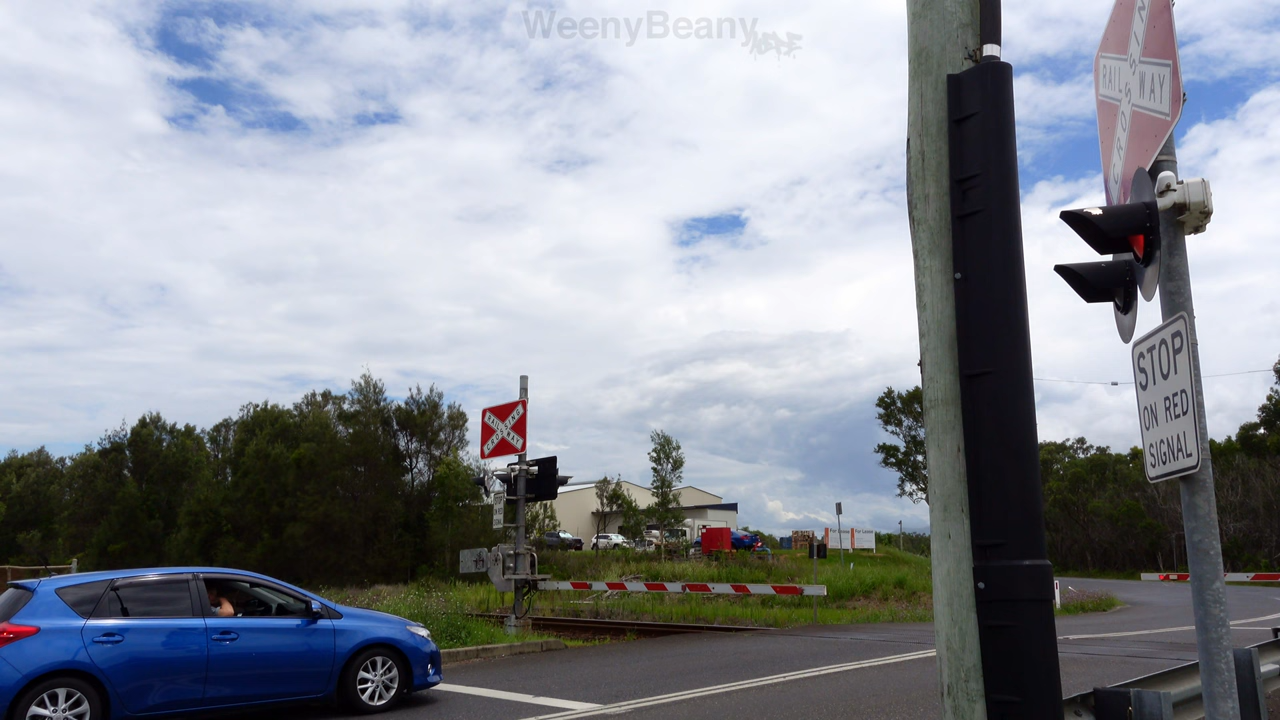 WeenyBeany
RAILWAY
CROSSING
STOP
ON RED
SIGNAL
RAILWAY
CROSSING